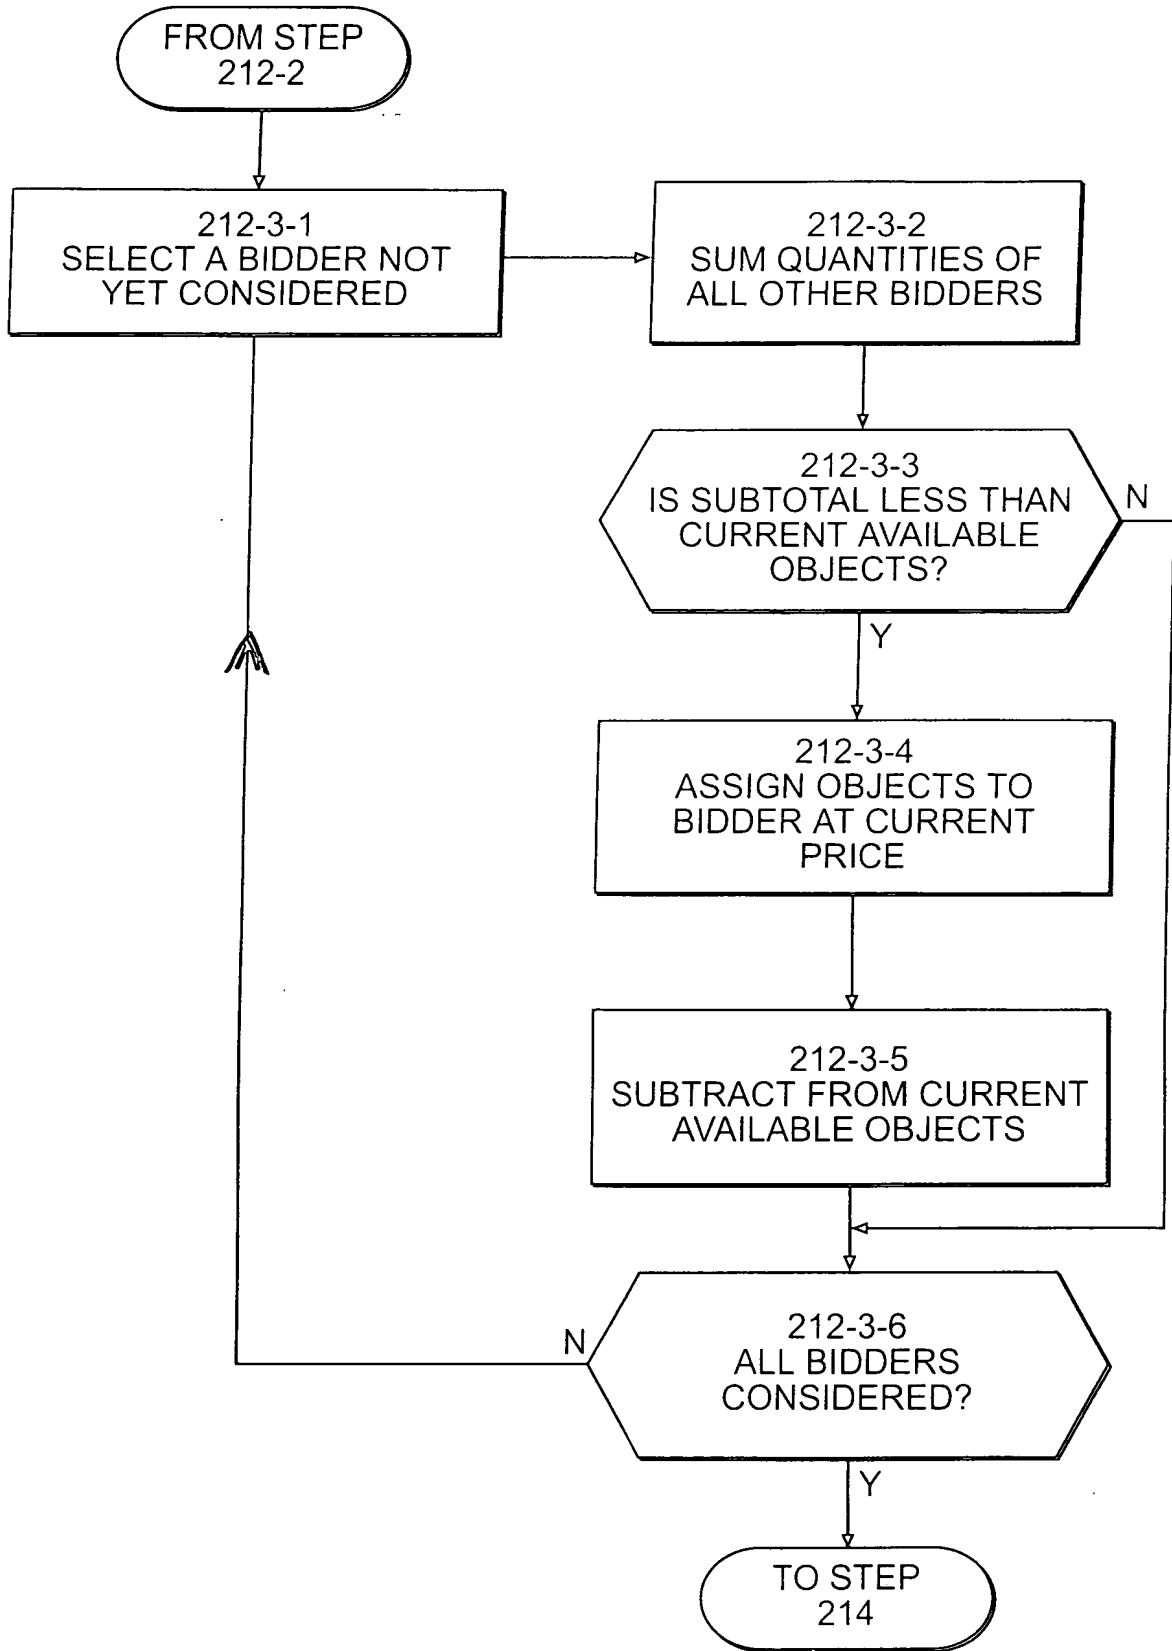 FROM STEP
212-2
212-3-1
SELECT A BIDDER NOT
YET CONSIDERED
212-3-2
SUM QUANTITIES OF
ALL OTHER BIDDERS
212-3-3
IS SUBTOTAL LESS THAN
CURRENT AVAILABLE
OBJECTS?
N
Y
212-3-4
ASSIGN OBJECTS TO
BIDDER AT CURRENT
PRICE
212-3-5
SUBTRACT FROM CURRENT
AVAILABLE OBJECTS
N
212-3-6
ALL BIDDERS
CONSIDERED?
Y
TO STEP
214